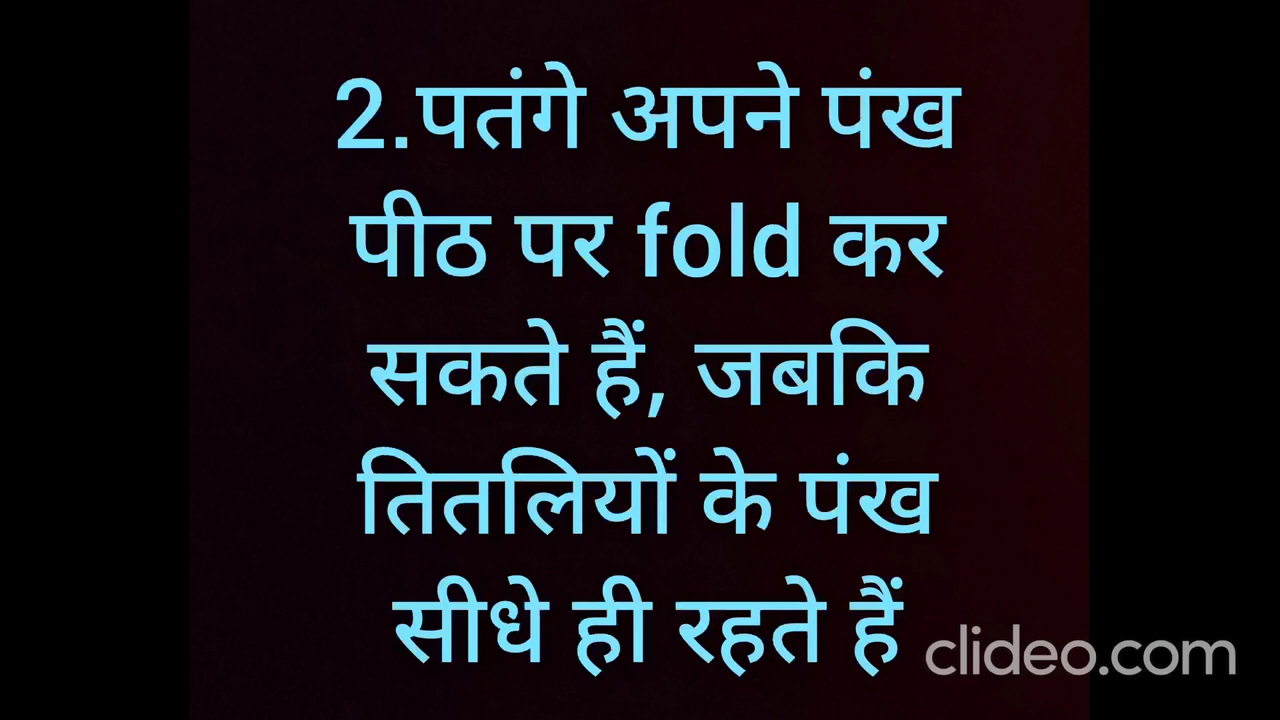 2.पतंगे अपने पंख
पीठ पर fold कर
सकते हैं, जबकि
तितलियों के पंख
सीधे ही रहते हैं
clideo.com